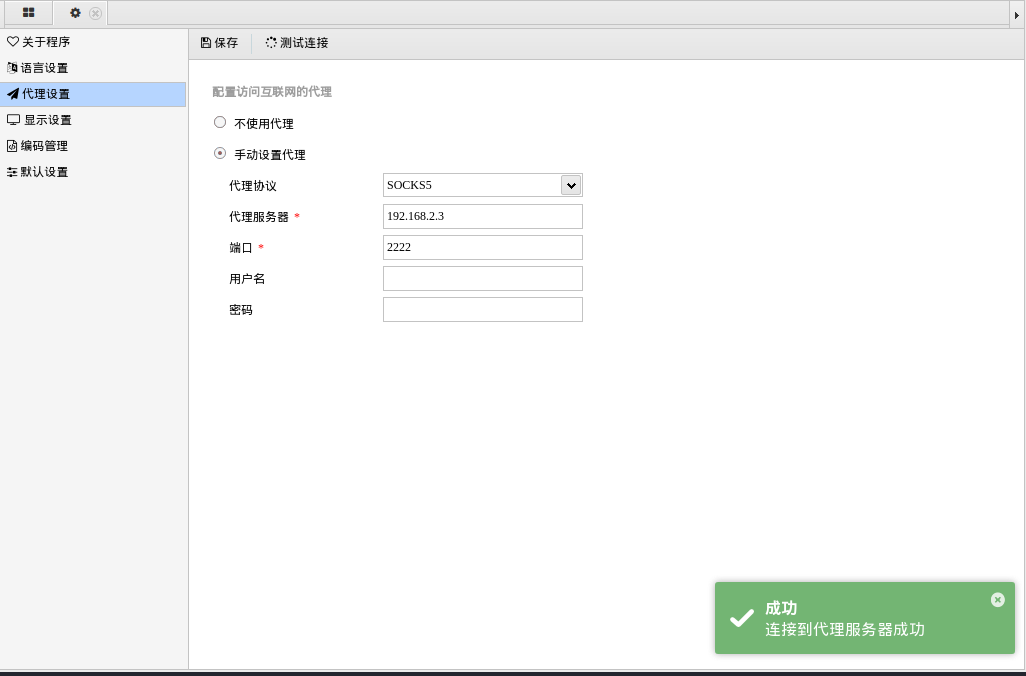 关于程序
语言设置
代理设置
显示设置
编码管理
默认设置
保存 测试连接
配置访问互联网的代理
不使用代理
手动设置代理
代理协议 SOCKS5
代理服务器 * 192.168.2.3
端口 * 2222
用户名
密码
成功
连接到代理服务器成功